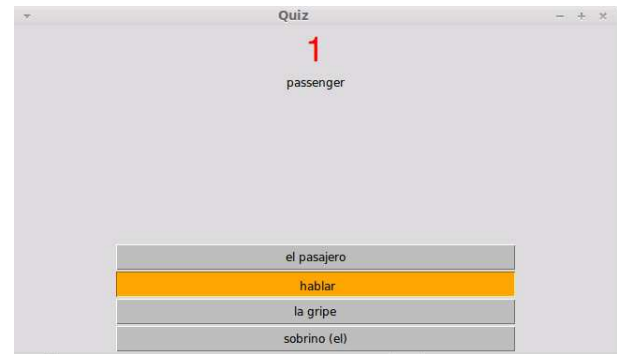 Quiz
1
passenger
el pasajero
hablar
la gripe
sobrino (el)